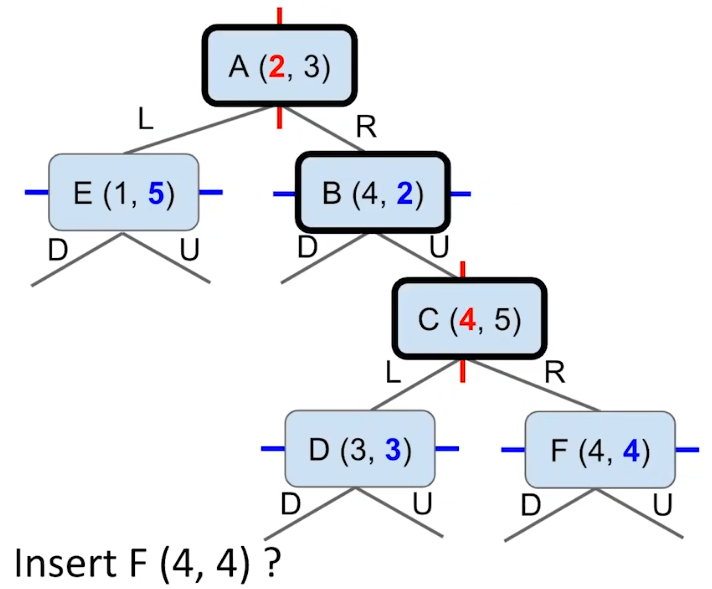 A (2, 3)
L R
E (1, 5) B (4, 2)
D U D U
C (4, 5)
L R
D (3, 3) F (4, 4)
D U D U
Insert F (4, 4) ?